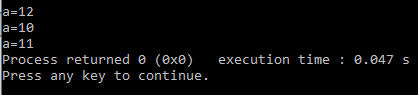 a=12
a=10
a=11
Process returned 0 (0x0)   execution time : 0.047 s
Press any key to continue.